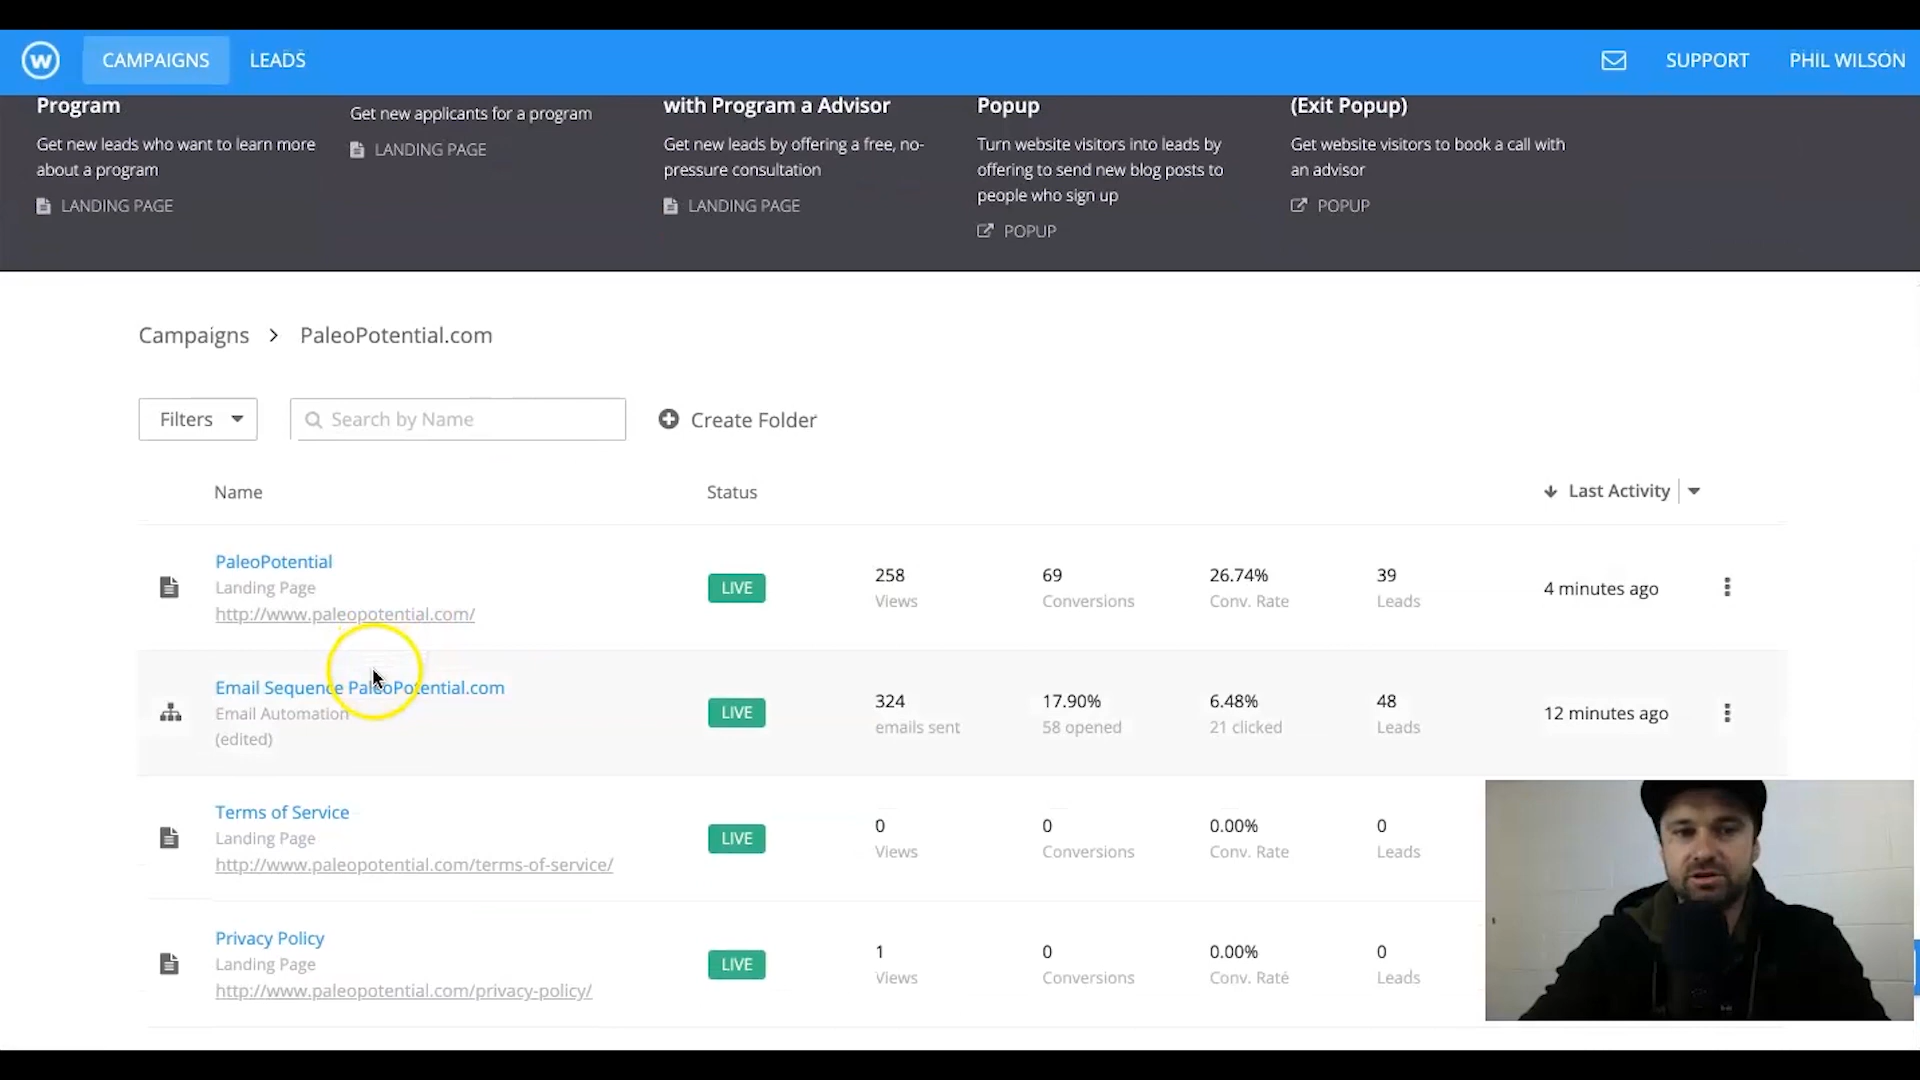 W
CAMPAIGNS
LEADS
SUPPORT
PHIL WILSON
Program
Get new leads who want to learn more
about a program
LANDING PAGE
Get new applicants for a program
LANDING PAGE
with Program a Advisor
Get new leads by offering a free, no-
pressure consultation
LANDING PAGE
Popup
Turn website visitors into leads by
offering to send new blog posts to
people who sign up
POPUP
(Exit Popup)
Get website visitors to book a call with
an advisor
POPUP
Campaigns > PaleoPotential.com
Filters
Search by Name
Create Folder
Name
Status
Last Activity
PaleoPotential
Landing Page
http://www.paleopotential.com/
LIVE
258
Views
69
Conversions
26.74%
Conv. Rate
39
Leads
4 minutes ago
Email Sequence PaleoPotential.com
Email Automation
(edited)
LIVE
324
emails sent
17.90%
58 opened
6.48%
21 clicked
48
Leads
12 minutes ago
Terms of Service
Landing Page
http://www.paleopotential.com/terms-of-service/
LIVE
0
Views
0
Conversions
0.00%
Conv. Rate
0
Leads
Privacy Policy
Landing Page
http://www.paleopotential.com/privacy-policy/
LIVE
1
Views
0
Conversions
0.00%
Conv. Rate
0
Leads